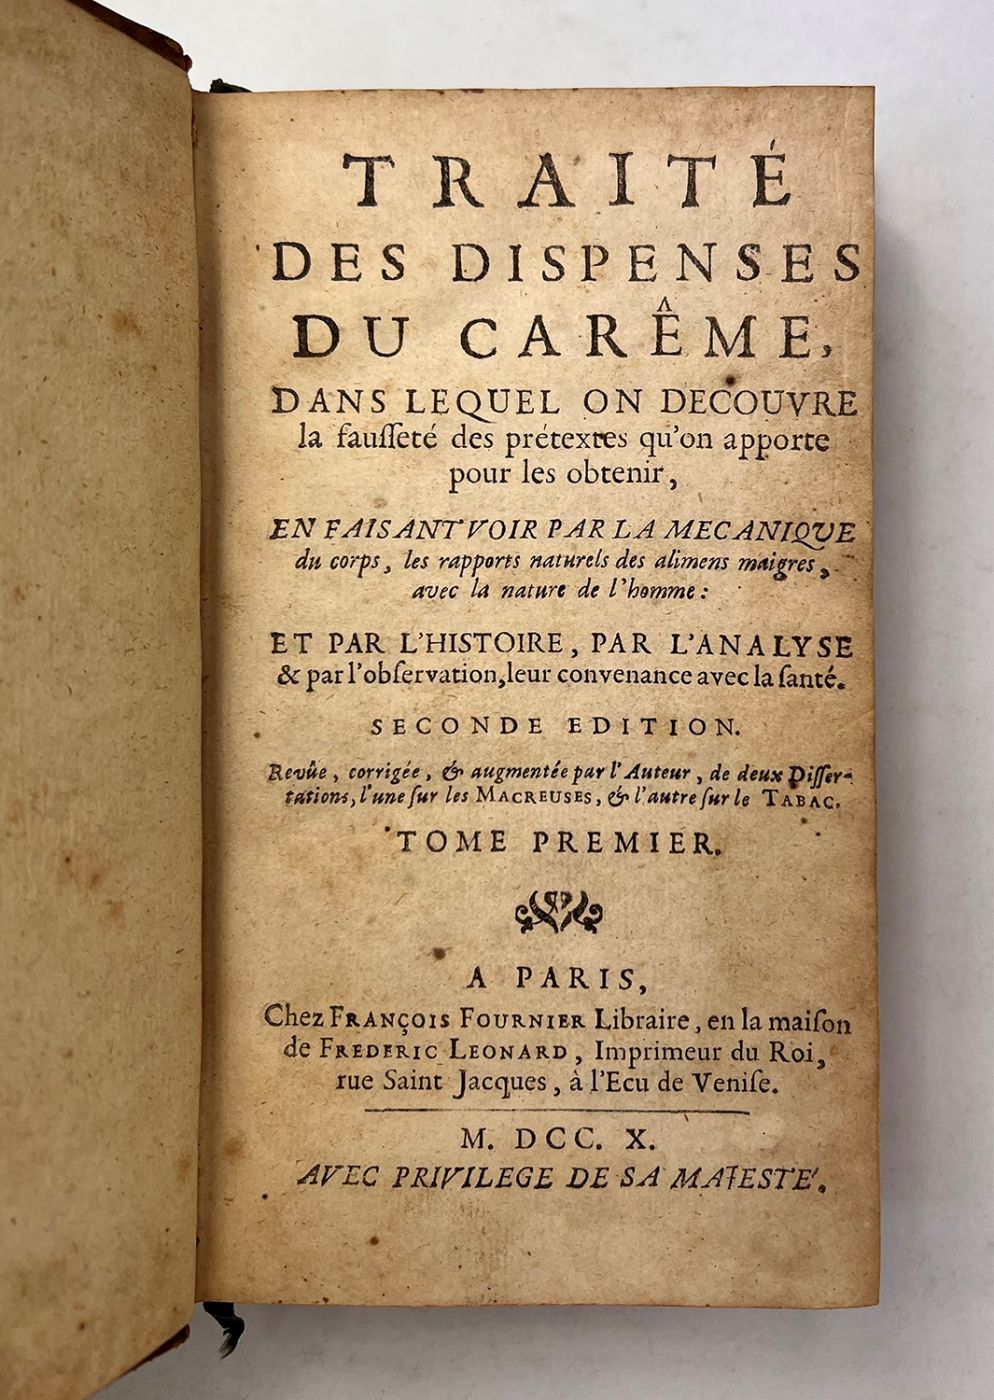 TRAITÉ
DES DISPENSES
DU CARÊME,
DANS LEQUEL ON DECOUVRE
la fauſſeté des prétextes qu'on apporte
pour les obtenir,
EN FAISANT VOIR PAR LA MECANIQUE
du corps, les rapports naturels des alimens maigres,
avec la nature de l'homme:
ET PAR L'HISTOIRE, PAR L'ANALYSE
& par l'obſervation, leur convenance avec la ſanté.
SECONDE EDITION.
Revûe, corrigée, & augmentée par l'Auteur, de deux Diſſer-
tations, l'une ſur les MACREUSES, & l'autre ſur le TABAC.
TOME PREMIER.
A PARIS,
Chez FRANÇOIS FOURNIER Libraire, en la maiſon
de FREDERIC LEONARD, Imprimeur du Roi,
rue Saint Jacques, à l'Ecu de Veniſe.
M. DCC. X.
AVEC PRIVILEGE DE SA MAJESTE'.